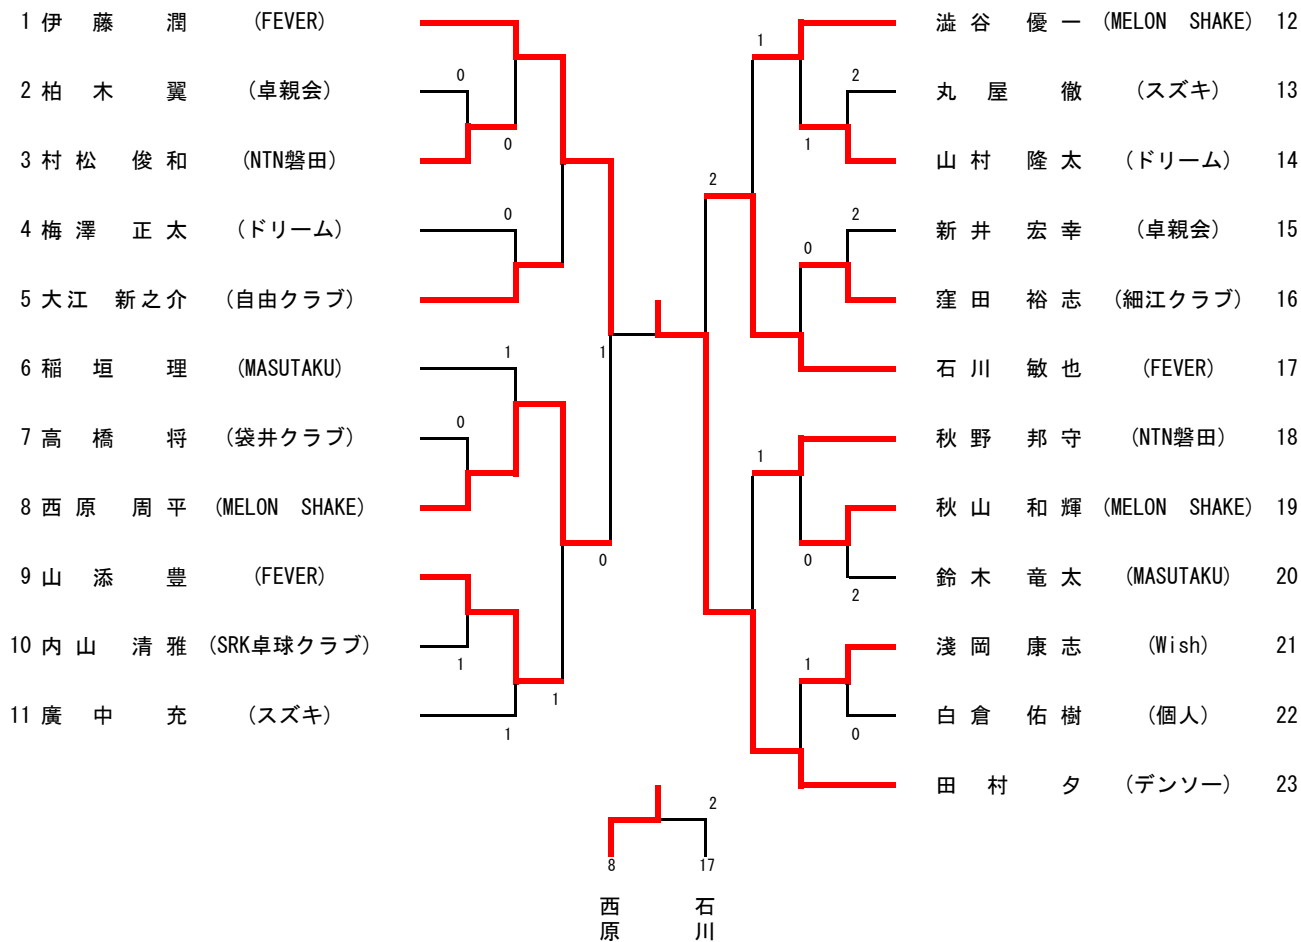 1 伊藤 潤 (FEVER)
2 柏木 翼 (卓親会)
3 村松 俊和 (NTN磐田)
4 梅澤 正太 (ドリーム)
5 大江 新之介 (自由クラブ)
6 稲垣 理 (MASUTAKU)
7 高橋 将 (袋井クラブ)
8 西原 周平 (MELON SHAKE)
9 山添 豊 (FEVER)
10 内山 清雅 (SRK卓球クラブ)
11 廣中 充 (スズキ)
0
0
0
1
0
1
1
1
0
1
澁谷 優一 (MELON SHAKE) 12
丸屋 徹 (スズキ) 13
山村 隆太 (ドリーム) 14
新井 宏幸 (卓親会) 15
窪田 裕志 (細江クラブ) 16
石川 敏也 (FEVER) 17
秋野 邦守 (NTN磐田) 18
秋山 和輝 (MELON SHAKE) 19
鈴木 竜太 (MASUTAKU) 20
淺岡 康志 (Wish) 21
白倉 佑樹 (個人) 22
田村 夕 (デンソー) 23
1
2
1
2
2
0
1
0
2
1
0
2
8 17
西原
石川